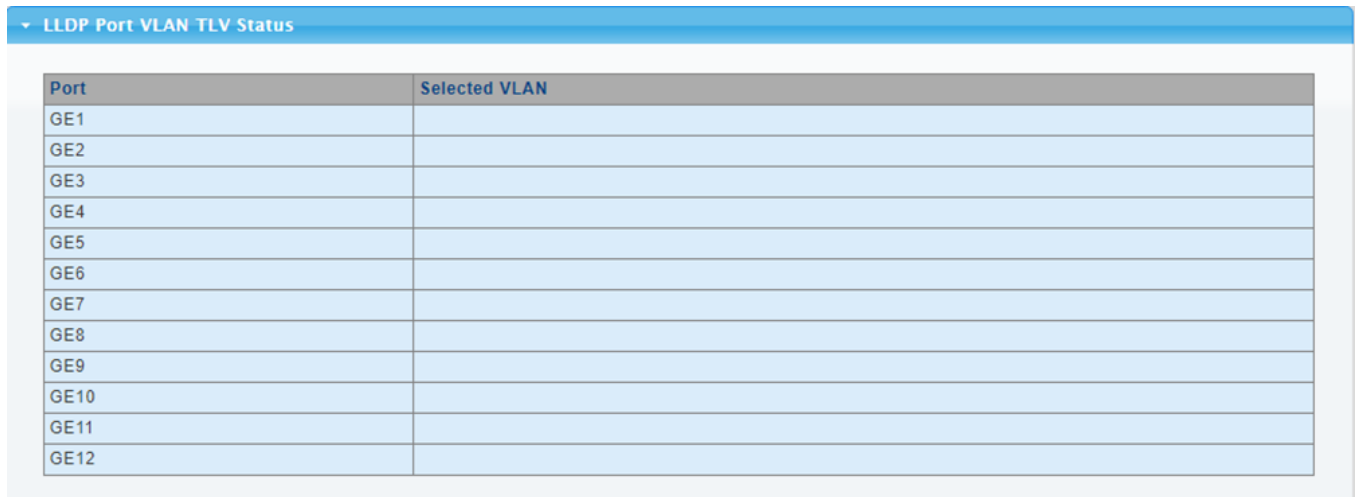 LLDP Port VLAN TLV Status
Port Selected VLAN
GE1
GE2
GE3
GE4
GE5
GE6
GE7
GE8
GE9
GE10
GE11
GE12